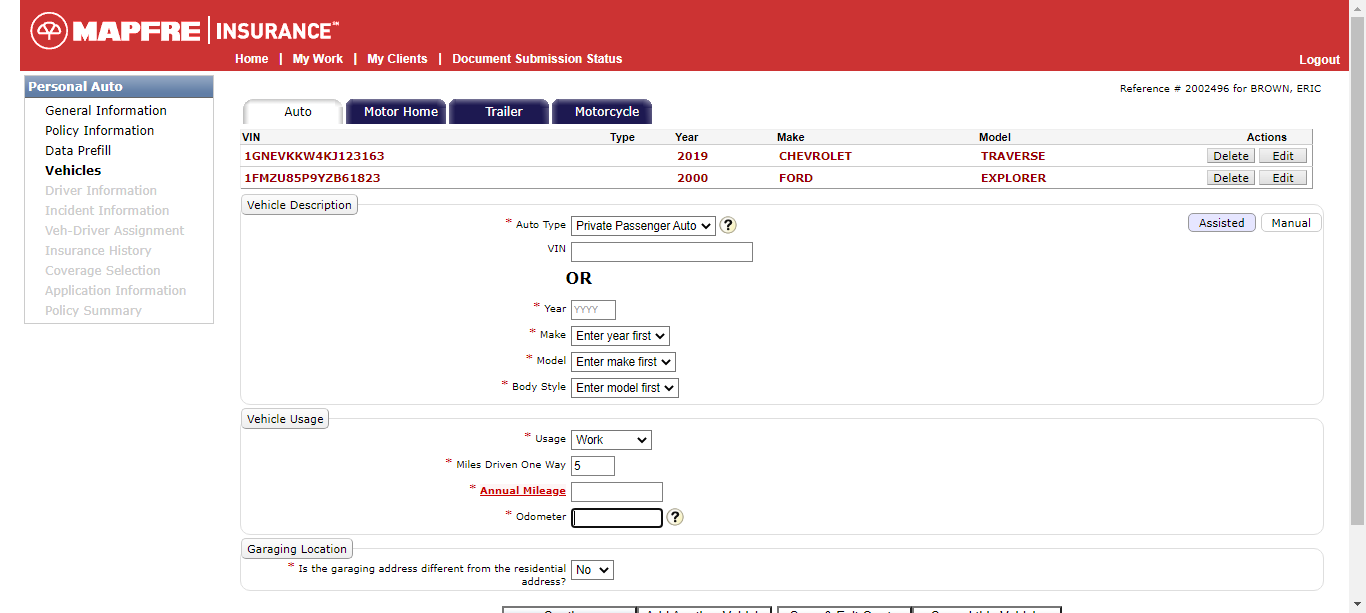 MAPFRE | INSURANCE℠
Home | My Work | My Clients | Document Submission Status
Logout
Personal Auto
General Information
Policy Information
Data Prefill
Vehicles
Driver Information
Incident Information
Veh-Driver Assignment
Insurance History
Coverage Selection
Application Information
Policy Summary
Reference # 2002496 for BROWN, ERIC
Auto Motor Home Trailer Motorcycle
VIN Type Year Make Model Actions
1GNEVKKW4KJ123163 2019 CHEVROLET TRAVERSE Delete Edit
1FMZU85P9YZB61823 2000 FORD EXPLORER Delete Edit
Vehicle Description
* Auto Type Private Passenger Auto ? Assisted Manual
VIN
OR
* Year YYYY
* Make Enter year first
* Model Enter make first
* Body Style Enter model first
Vehicle Usage
* Usage Work
* Miles Driven One Way 5
* Annual Mileage
* Odometer ?
Garaging Location
* Is the garaging address different from the residential No
address?